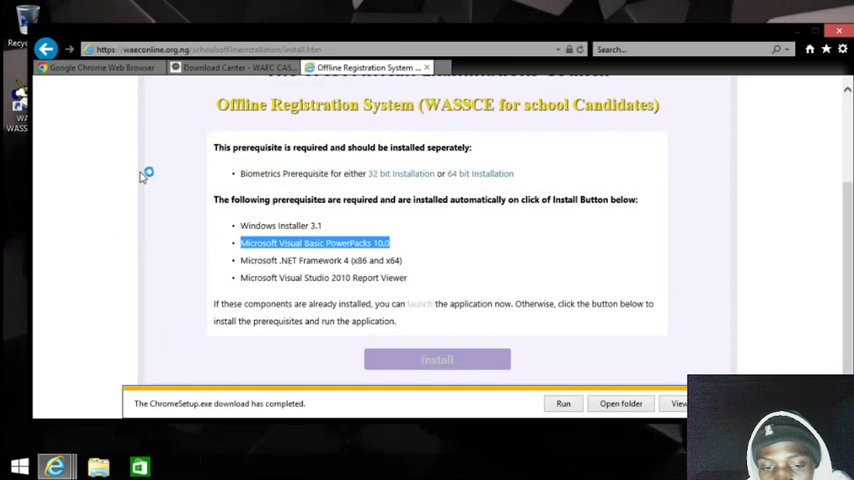 Recyc
https://waeconline.org.ng/schoolsofflineinstallation/install.htm
Search...
Google Chrome Web Browser
Download Center - WAEC CAS...
Offline Registration System ...
Offline Registration System (WASSCE for school Candidates)
WA
WASS
This prerequisite is required and should be installed seperately:
• Biometrics Prerequisite for either 32 bit Installation or 64 bit Installation
The following prerequisites are required and are installed automatically on click of Install Button below:
• Windows Installer 3.1
• Microsoft Visual Basic PowerPacks 10.0
• Microsoft .NET Framework 4 (x86 and x64)
• Microsoft Visual Studio 2010 Report Viewer
If these components are already installed, you can launch the application now. Otherwise, click the button below to
install the prerequisites and run the application.
Install
The ChromeSetup.exe download has completed.
Run
Open folder
View